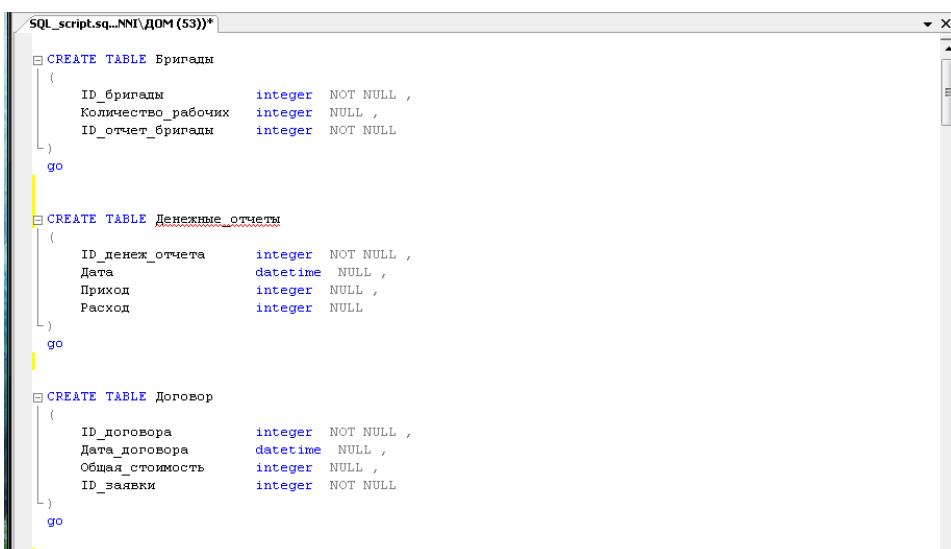 SQL_script.sq...NNI\ДОМ (53))*
CREATE TABLE Бригады
(
ID_бригады integer NOT NULL ,
Количество_рабочих integer NULL ,
ID_отчет_бригады integer NOT NULL
)
go
CREATE TABLE Денежные_отчеты
(
ID_денеж_отчета integer NOT NULL ,
Дата datetime NULL ,
Приход integer NULL ,
Расход integer NULL
)
go
CREATE TABLE Договор
(
ID_договора integer NOT NULL ,
Дата_договора datetime NULL ,
Общая_стоимость integer NULL ,
ID_заявки integer NOT NULL
)
go